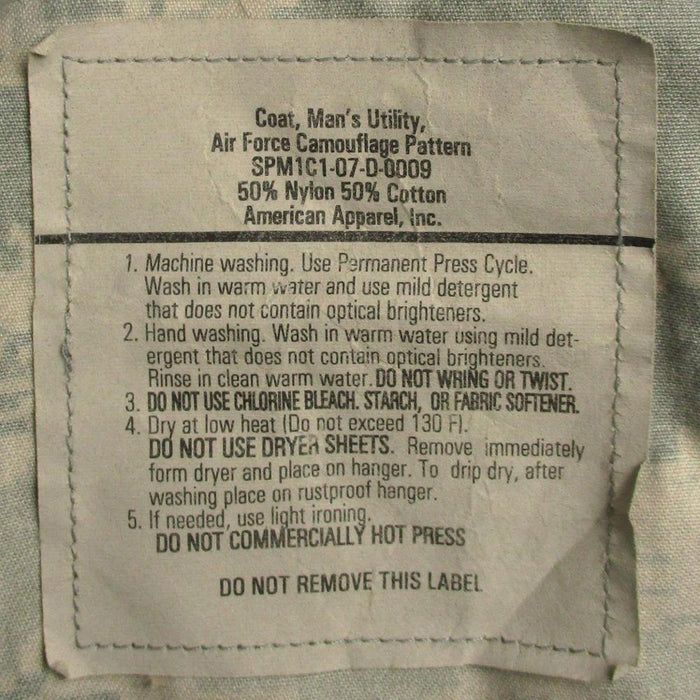 Coat, Man's Utility,
Air Force Camouflage Pattern
SPM1C1-07-D-0009
50% Nylon 50% Cotton
American Apparel, Inc.
1. Machine washing. Use Permanent Press Cycle.
Wash in warm water and use mild detergent
that does not contain optical brighteners.
2. Hand washing. Wash in warm water using mild det-
ergent that does not contain optical brighteners.
Rinse in clean warm water. DO NOT WRING OR TWIST.
3. DO NOT USE CHLORINE BLEACH. STARCH, OR FABRIC SOFTENER.
4. Dry at low heat (Do not exceed 130 F).
DO NOT USE DRYER SHEETS. Remove immediately
form dryer and place on hanger. To drip dry, after
washing place on rustproof hanger.
5. If needed, use light ironing.
DO NOT COMMERCIALLY HOT PRESS
DO NOT REMOVE THIS LABEL